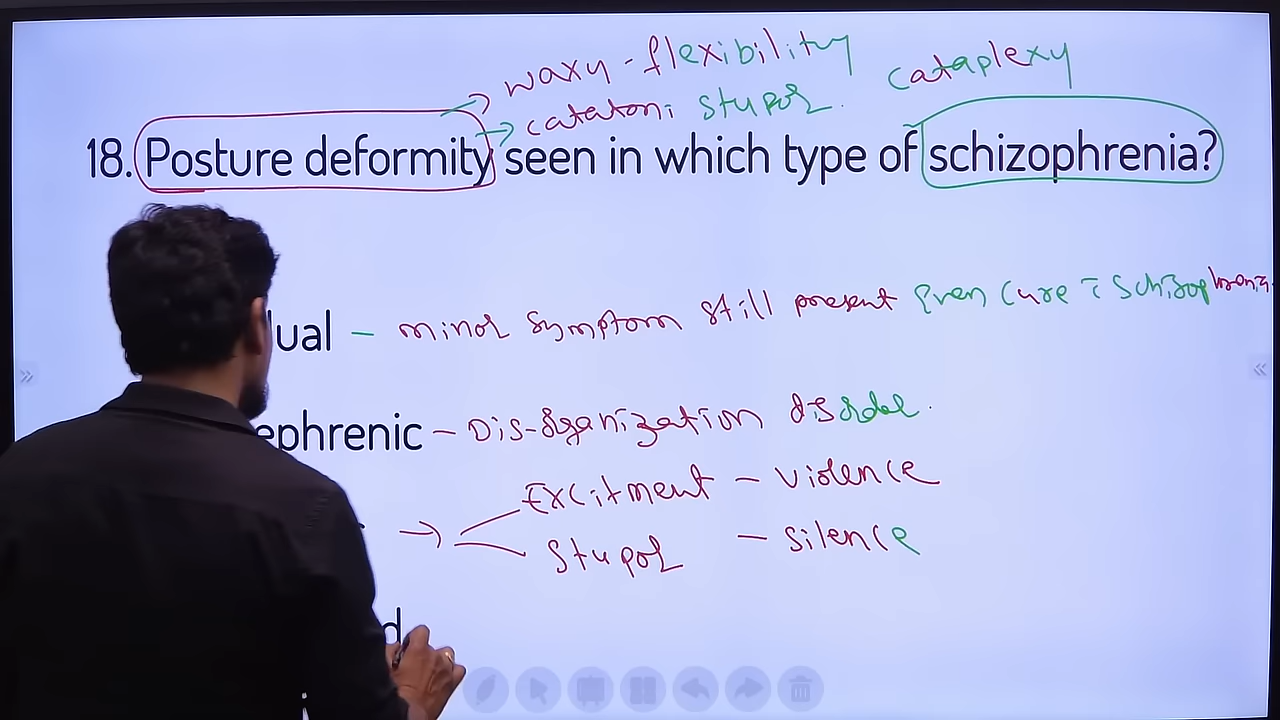 waxy - flexibility
cataplexy
catatoni stupor.
18. Posture deformity seen in which type of schizophrenia?
dual - minor symptom still present even cure c̄ schizophrenia.
ephrenic - Dis-organization disorder.
Excitment - violence
Stupor - silence
d